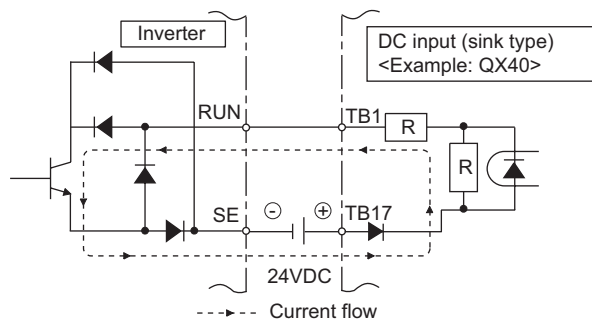 Inverter
DC input (sink type)
<Example: QX40>
RUN
TB1
R
R
SE
TB17
24VDC
Current flow